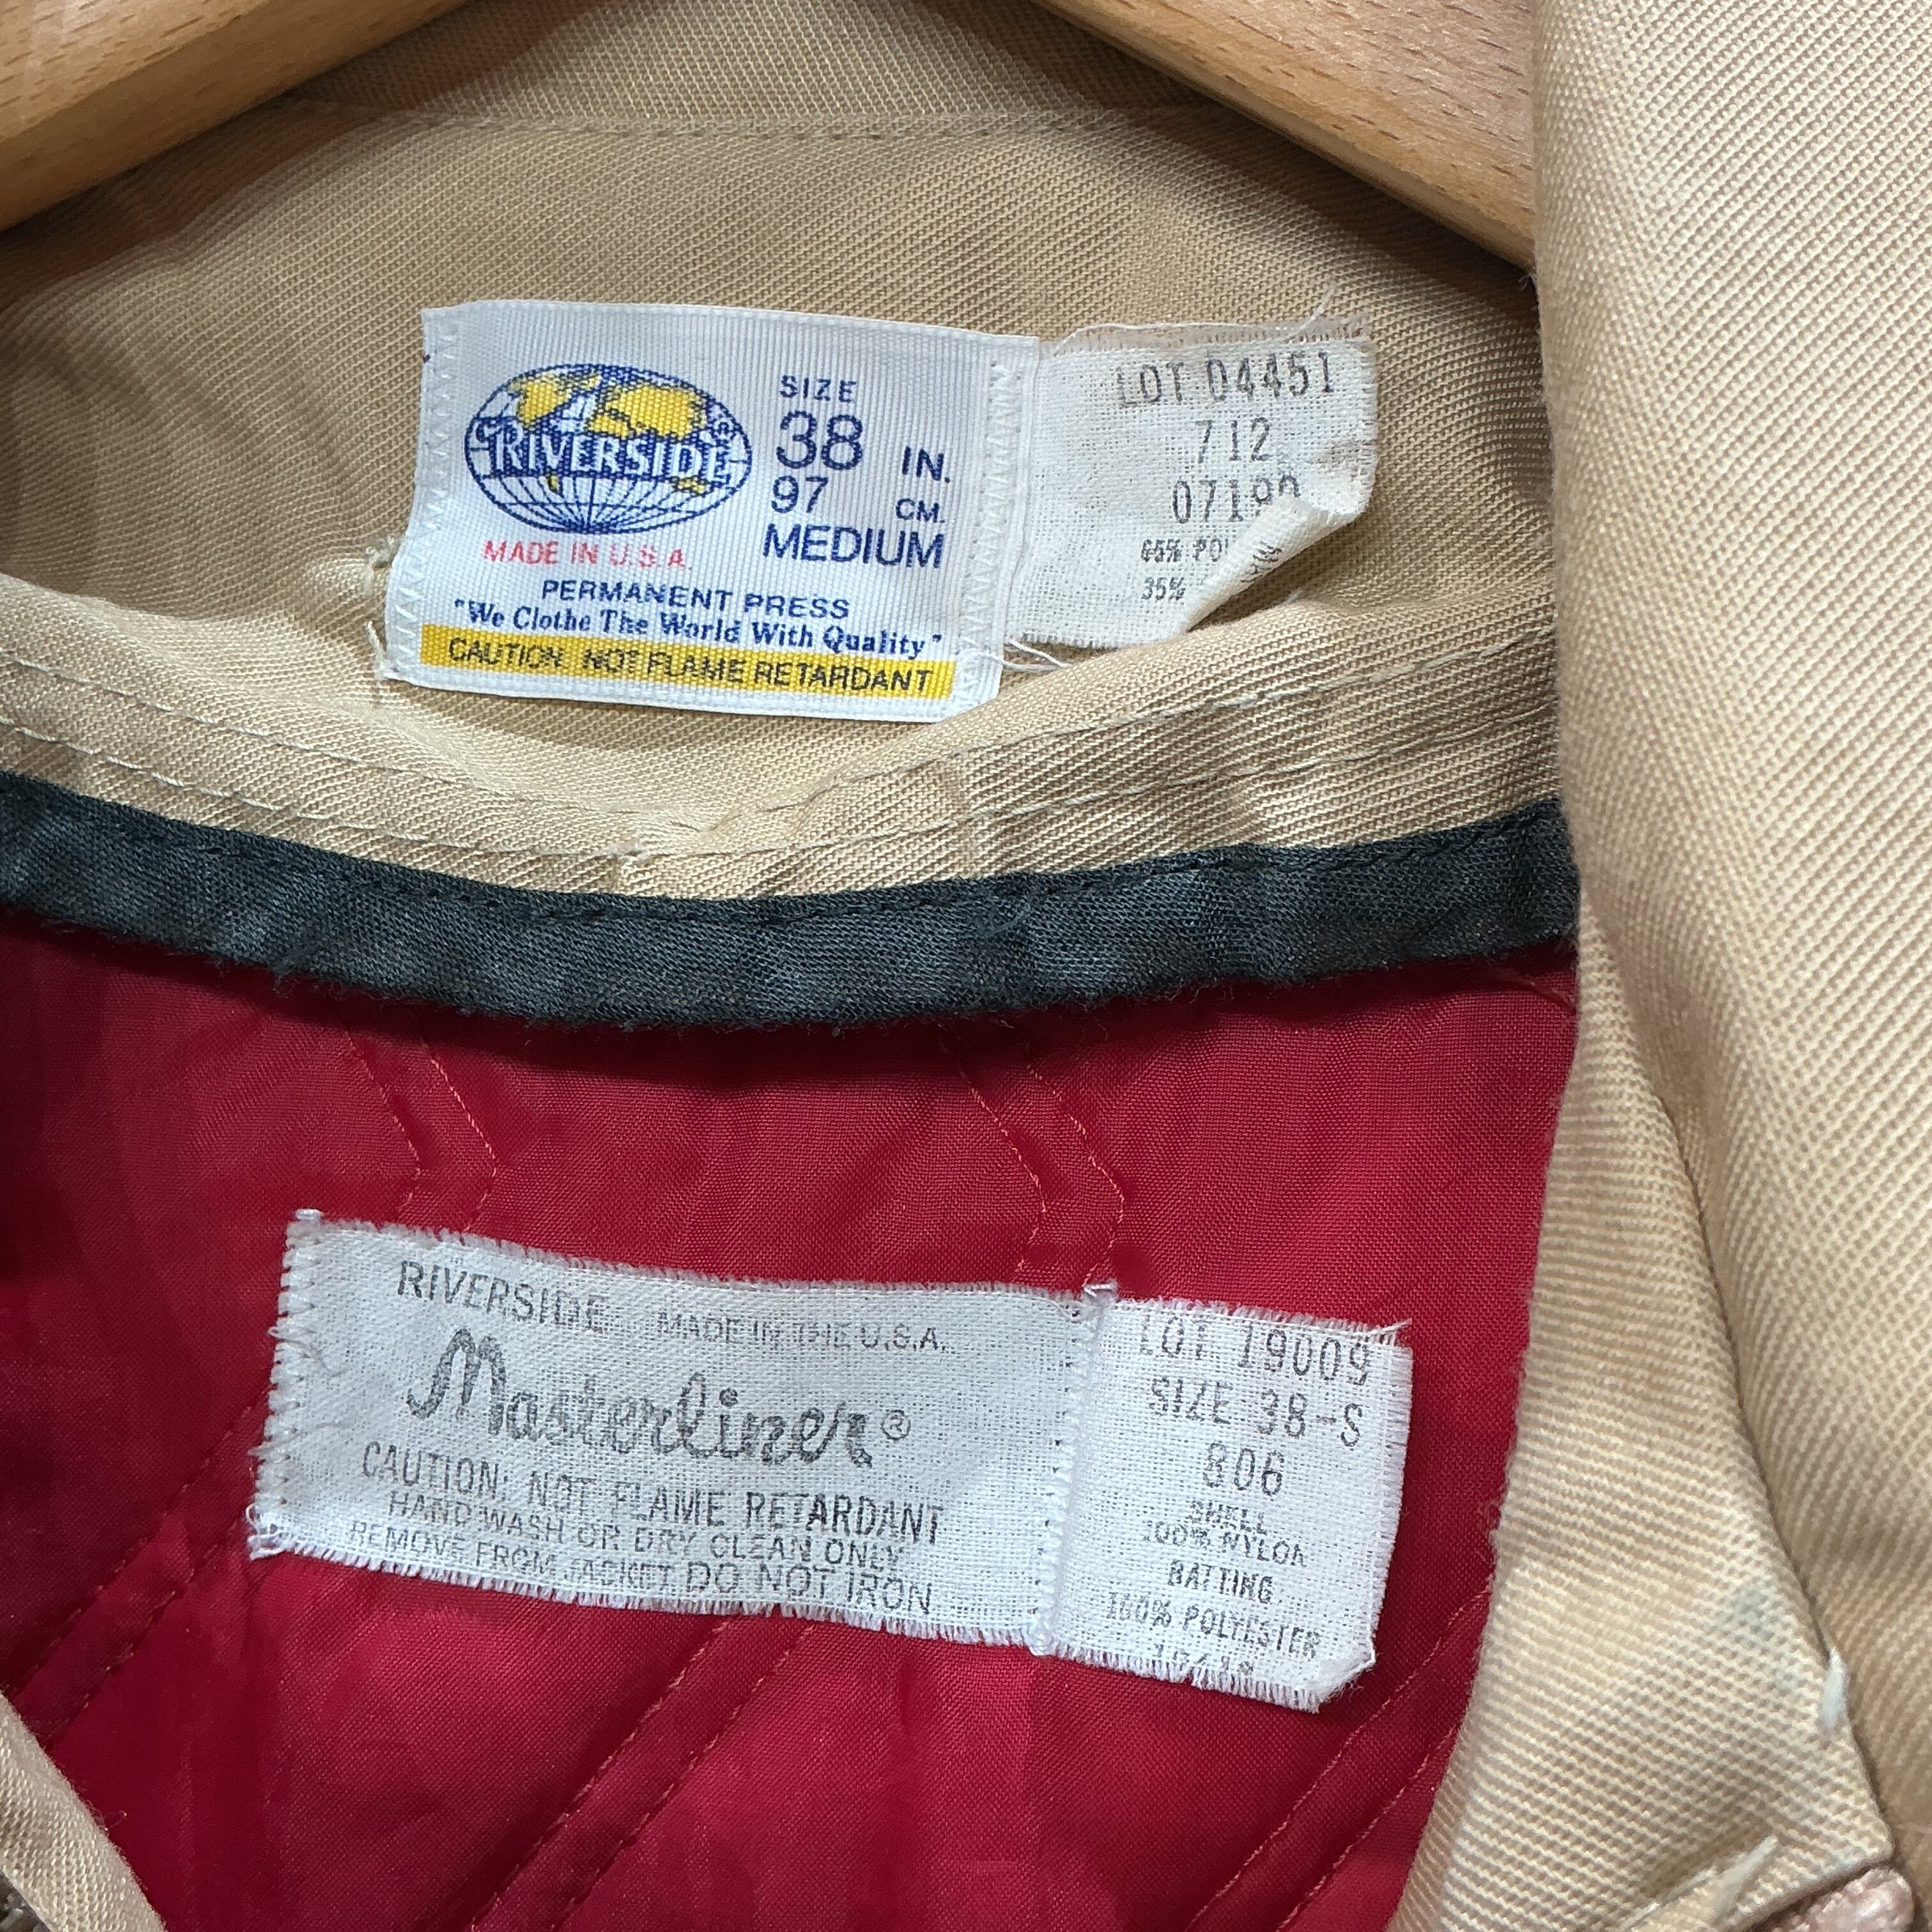 RIVERSIDE
MADE IN U.S.A.
SIZE
38 IN.
97 CM.
MEDIUM
PERMANENT PRESS
"We Clothe The World With Quality"
CAUTION: NOT FLAME RETARDANT
LOT 04451
712
65%
35%
RIVERSIDE MADE IN THE U.S.A.
Masterliner®
CAUTION: NOT FLAME RETARDANT
HAND WASH OR DRY CLEAN ONLY
REMOVE FROM JACKET DO NOT IRON
LOT 19009
SIZE 38-S
806
SHELL
100% NYLON
BATTING
100% POLYESTER